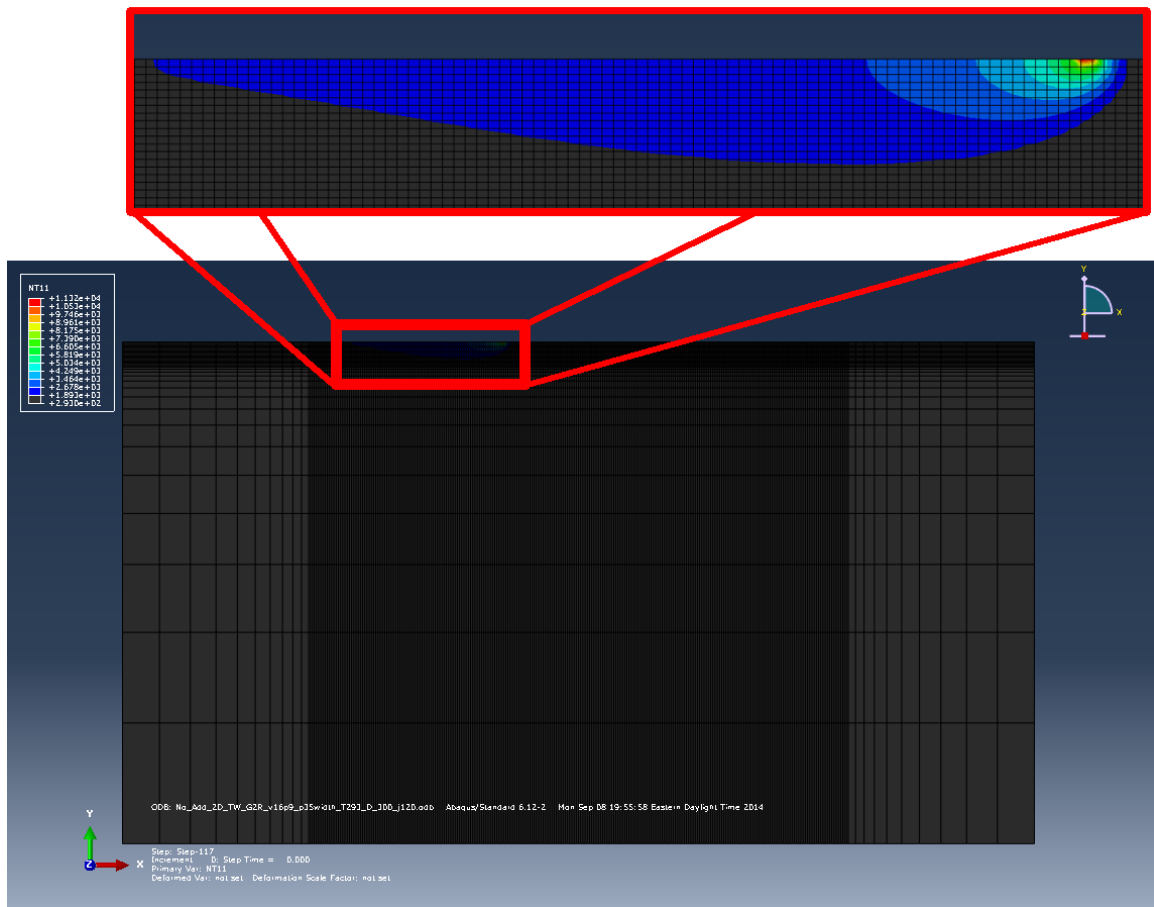 NT11
+1.132e+04
+1.053e+04
+9.746e+03
+8.961e+03
+8.175e+03
+7.390e+03
+6.605e+03
+5.819e+03
+5.034e+03
+4.249e+03
+3.464e+03
+2.678e+03
+1.893e+03
+2.930e+02
Y
X
Z
ODB: No_Add_2D_TW_G2R_v16p9_p35width_T293_D_300_j120.odb Abaqus/Standard 6.12-2 Mon Sep 08 19:55:58 Eastern Daylight Time 2014
Y
Z
X
Step: Step-117
Increment 0: Step Time = 0.000
Primary Var: NT11
Deformed Var: not set Deformation Scale Factor: not set